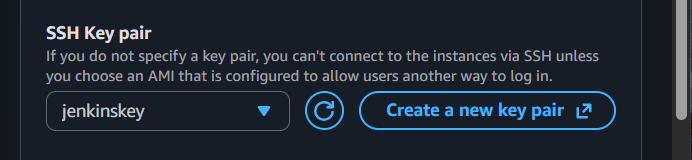 SSH Key pair
If you do not specify a key pair, you can't connect to the instances via SSH unless
you choose an AMI that is configured to allow users another way to log in.
jenkinskey Create a new key pair